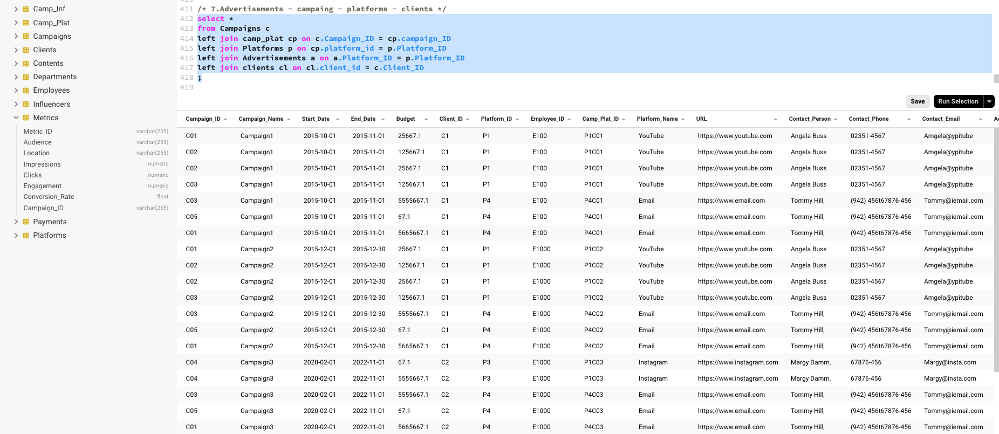 Camp_Inf
Camp_Plat
Campaigns
Clients
Contents
Departments
Employees
Influencers
Metrics
Metric_ID varchar(255)
Audience varchar(255)
Location varchar(255)
Impressions numeric
Clicks numeric
Engagement numeric
Conversion_Rate float
Campaign_ID varchar(255)
Payments
Platforms
411 /* 7.Advertisements - campaing - platforms - clients */
412 select *
413 from Campaigns c
414 left join camp_plat cp on c.Campaign_ID = cp.campaign_ID
415 left join Platforms p on cp.platform_id = p.Platform_ID
416 left join Advertisements a on a.Platform_ID = p.Platform_ID
417 left join clients cl on cl.client_id = c.Client_ID
418 ;
419
Save Run Selection
Campaign_ID Campaign_Name Start_Date End_Date Budget Client_ID Platform_ID Employee_ID Camp_Plat_ID Platform_Name URL Contact_Person Contact_Phone Contact_Email
C01 Campaign1 2015-10-01 2015-11-01 25667.1 C1 P1 E100 P1C01 YouTube https://www.youtube.com Angela Buss 02351-4567 Amgela@ypitube
C02 Campaign1 2015-10-01 2015-11-01 125667.1 C1 P1 E100 P1C01 YouTube https://www.youtube.com Angela Buss 02351-4567 Amgela@ypitube
C02 Campaign1 2015-10-01 2015-11-01 25667.1 C1 P1 E100 P1C01 YouTube https://www.youtube.com Angela Buss 02351-4567 Amgela@ypitube
C03 Campaign1 2015-10-01 2015-11-01 125667.1 C1 P1 E100 P1C01 YouTube https://www.youtube.com Angela Buss 02351-4567 Amgela@ypitube
C03 Campaign1 2015-10-01 2015-11-01 5555667.1 C1 P4 E100 P4C01 Email https://www.email.com Tommy Hill, (942) 456t67876-456 Tommy@iemail.com
C05 Campaign1 2015-10-01 2015-11-01 67.1 C1 P4 E100 P4C01 Email https://www.email.com Tommy Hill, (942) 456t67876-456 Tommy@iemail.com
C01 Campaign1 2015-10-01 2015-11-01 5665667.1 C1 P4 E100 P4C01 Email https://www.email.com Tommy Hill, (942) 456t67876-456 Tommy@iemail.com
C01 Campaign2 2015-12-01 2015-12-30 25667.1 C1 P1 E1000 P1C02 YouTube https://www.youtube.com Angela Buss 02351-4567 Amgela@ypitube
C02 Campaign2 2015-12-01 2015-12-30 125667.1 C1 P1 E1000 P1C02 YouTube https://www.youtube.com Angela Buss 02351-4567 Amgela@ypitube
C02 Campaign2 2015-12-01 2015-12-30 25667.1 C1 P1 E1000 P1C02 YouTube https://www.youtube.com Angela Buss 02351-4567 Amgela@ypitube
C03 Campaign2 2015-12-01 2015-12-30 125667.1 C1 P1 E1000 P1C02 YouTube https://www.youtube.com Angela Buss 02351-4567 Amgela@ypitube
C03 Campaign2 2015-12-01 2015-12-30 5555667.1 C1 P4 E1000 P4C02 Email https://www.email.com Tommy Hill, (942) 456t67876-456 Tommy@iemail.com
C05 Campaign2 2015-12-01 2015-12-30 67.1 C1 P4 E1000 P4C02 Email https://www.email.com Tommy Hill, (942) 456t67876-456 Tommy@iemail.com
C01 Campaign2 2015-12-01 2015-12-30 5665667.1 C1 P4 E1000 P4C02 Email https://www.email.com Tommy Hill, (942) 456t67876-456 Tommy@iemail.com
C04 Campaign3 2020-02-01 2022-11-01 67.1 C2 P3 E1000 P1C03 Instagram https://www.instagram.com Margy Damm, 67876-456 Margy@insta.com
C04 Campaign3 2020-02-01 2022-11-01 5555667.1 C2 P3 E1000 P1C03 Instagram https://www.instagram.com Margy Damm, 67876-456 Margy@insta.com
C03 Campaign3 2020-02-01 2022-11-01 5555667.1 C2 P4 E1000 P4C03 Email https://www.email.com Tommy Hill, (942) 456t67876-456 Tommy@iemail.com
C05 Campaign3 2020-02-01 2022-11-01 67.1 C2 P4 E1000 P4C03 Email https://www.email.com Tommy Hill, (942) 456t67876-456 Tommy@iemail.com
C01 Campaign3 2020-02-01 2022-11-01 5665667.1 C2 P4 E1000 P4C03 Email https://www.email.com Tommy Hill, (942) 456t67876-456 Tommy@iemail.com